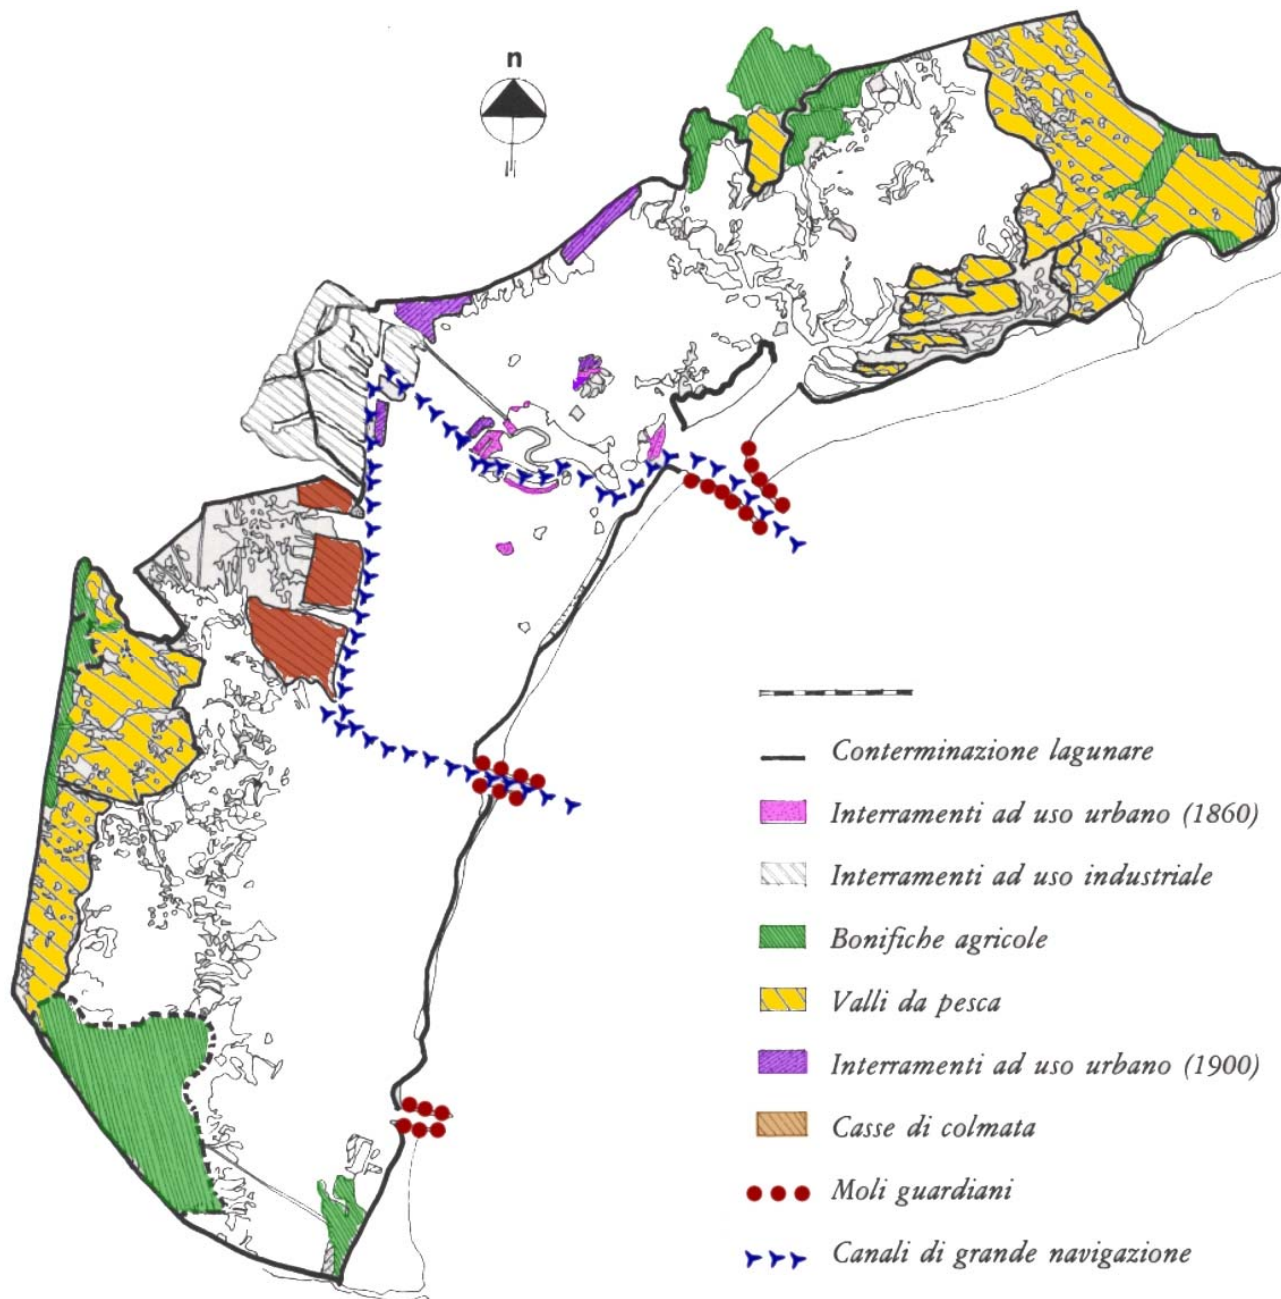 n
Conterminazione lagunare
Interramenti ad uso urbano (1860)
Interramenti ad uso industriale
Bonifiche agricole
Valli da pesca
Interramenti ad uso urbano (1900)
Casse di colmata
Moli guardiani
Canali di grande navigazione